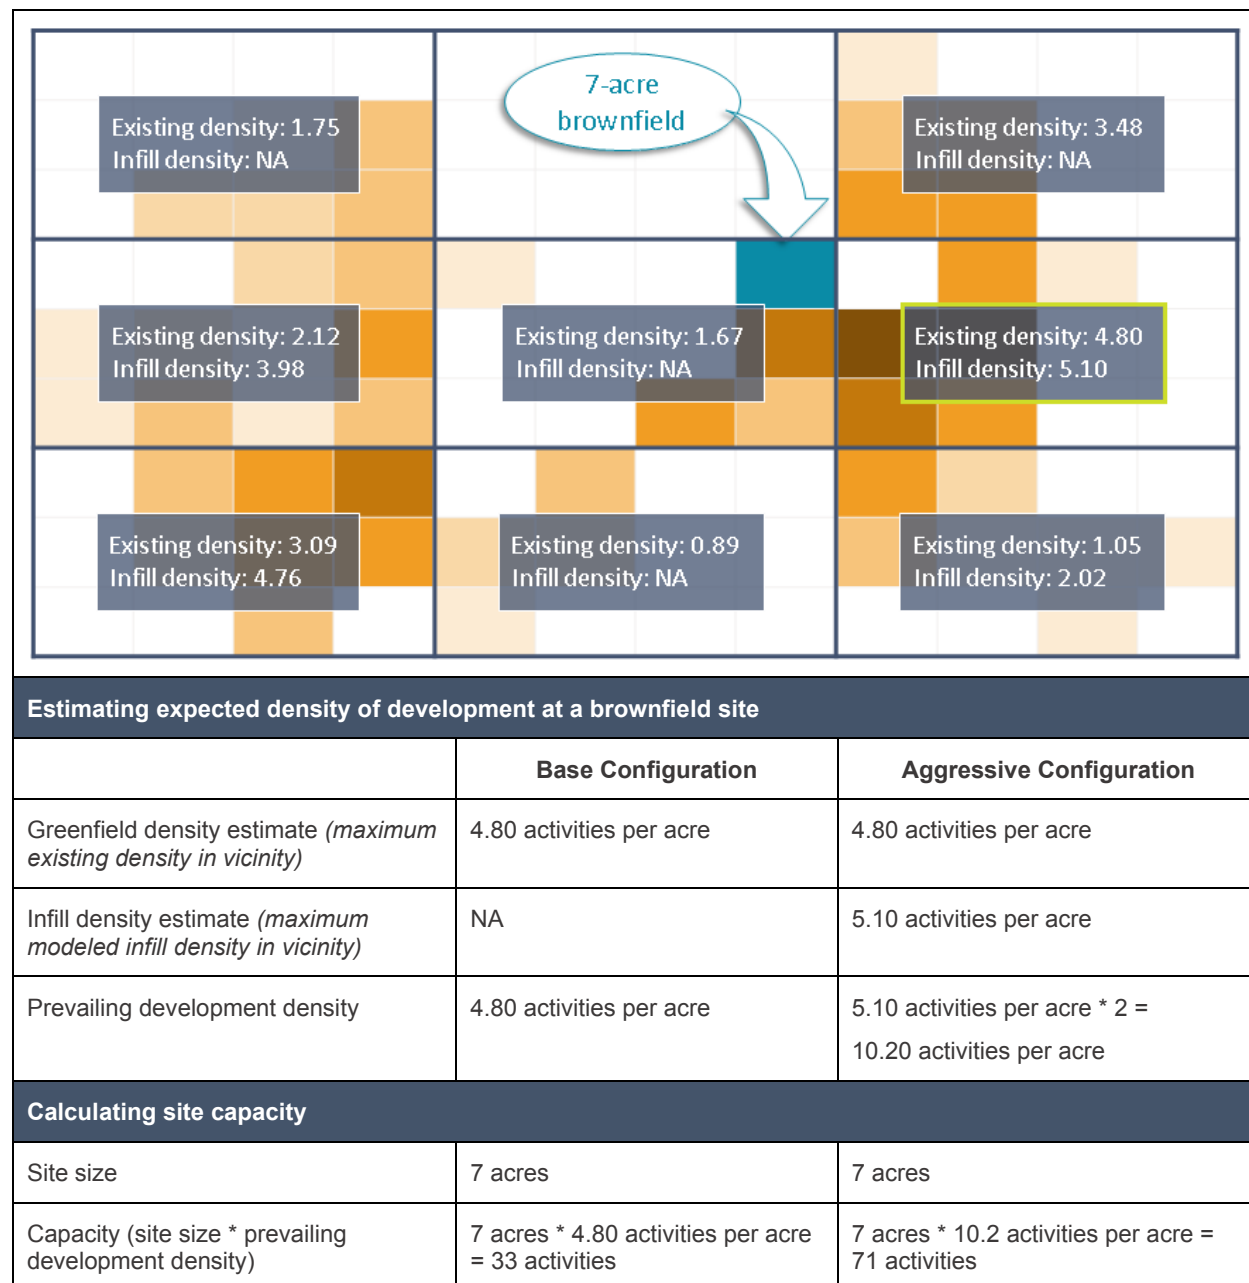 7-acre
brownfield
Existing density: 1.75
Infill density: NA
Existing density: 3.48
Infill density: NA
Existing density: 2.12
Infill density: 3.98
Existing density: 1.67
Infill density: NA
Existing density: 4.80
Infill density: 5.10
Existing density: 3.09
Infill density: 4.76
Existing density: 0.89
Infill density: NA
Existing density: 1.05
Infill density: 2.02
Estimating expected density of development at a brownfield site
Base Configuration
Aggressive Configuration
Greenfield density estimate (maximum
existing density in vicinity)
4.80 activities per acre
4.80 activities per acre
Infill density estimate (maximum
modeled infill density in vicinity)
NA
5.10 activities per acre
Prevailing development density
4.80 activities per acre
5.10 activities per acre * 2 =
10.20 activities per acre
Calculating site capacity
Site size
7 acres
7 acres
Capacity (site size * prevailing
development density)
7 acres * 4.80 activities per acre
= 33 activities
7 acres * 10.2 activities per acre =
71 activities